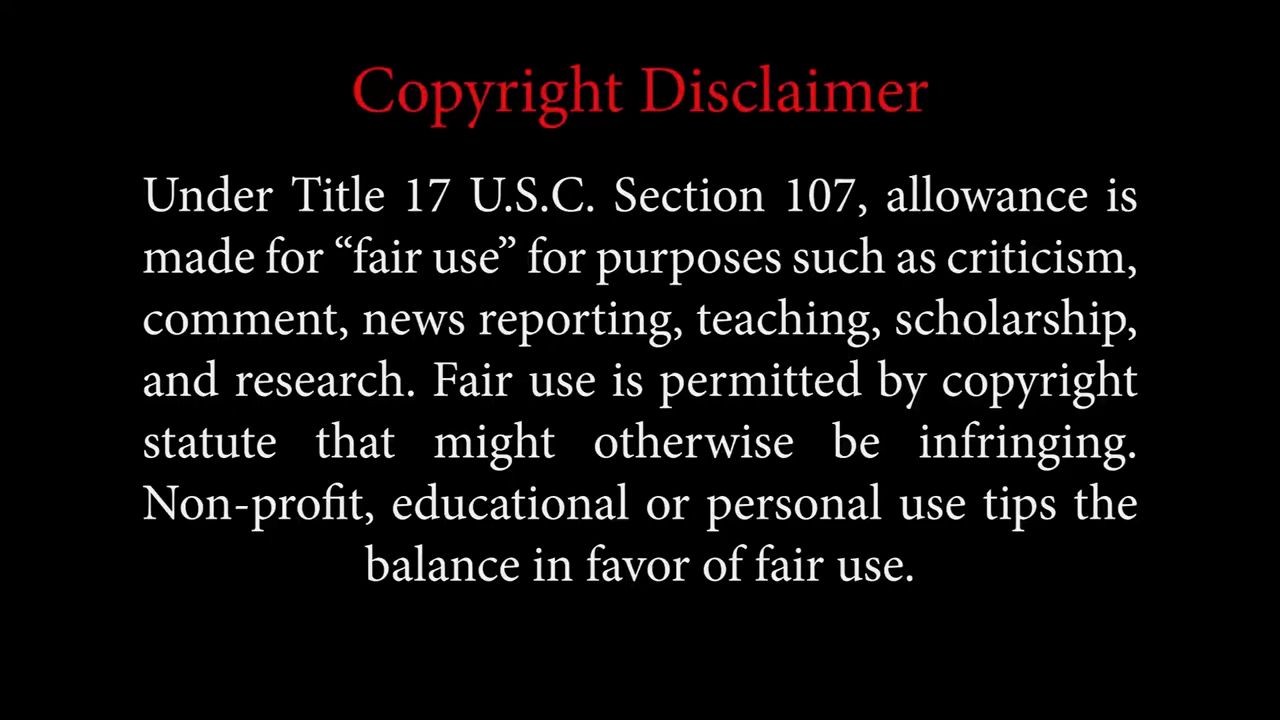 Copyright Disclaimer
Under Title 17 U.S.C. Section 107, allowance is
made for “fair use” for purposes such as criticism,
comment, news reporting, teaching, scholarship,
and research. Fair use is permitted by copyright
statute that might otherwise be infringing.
Non-profit, educational or personal use tips the
balance in favor of fair use.